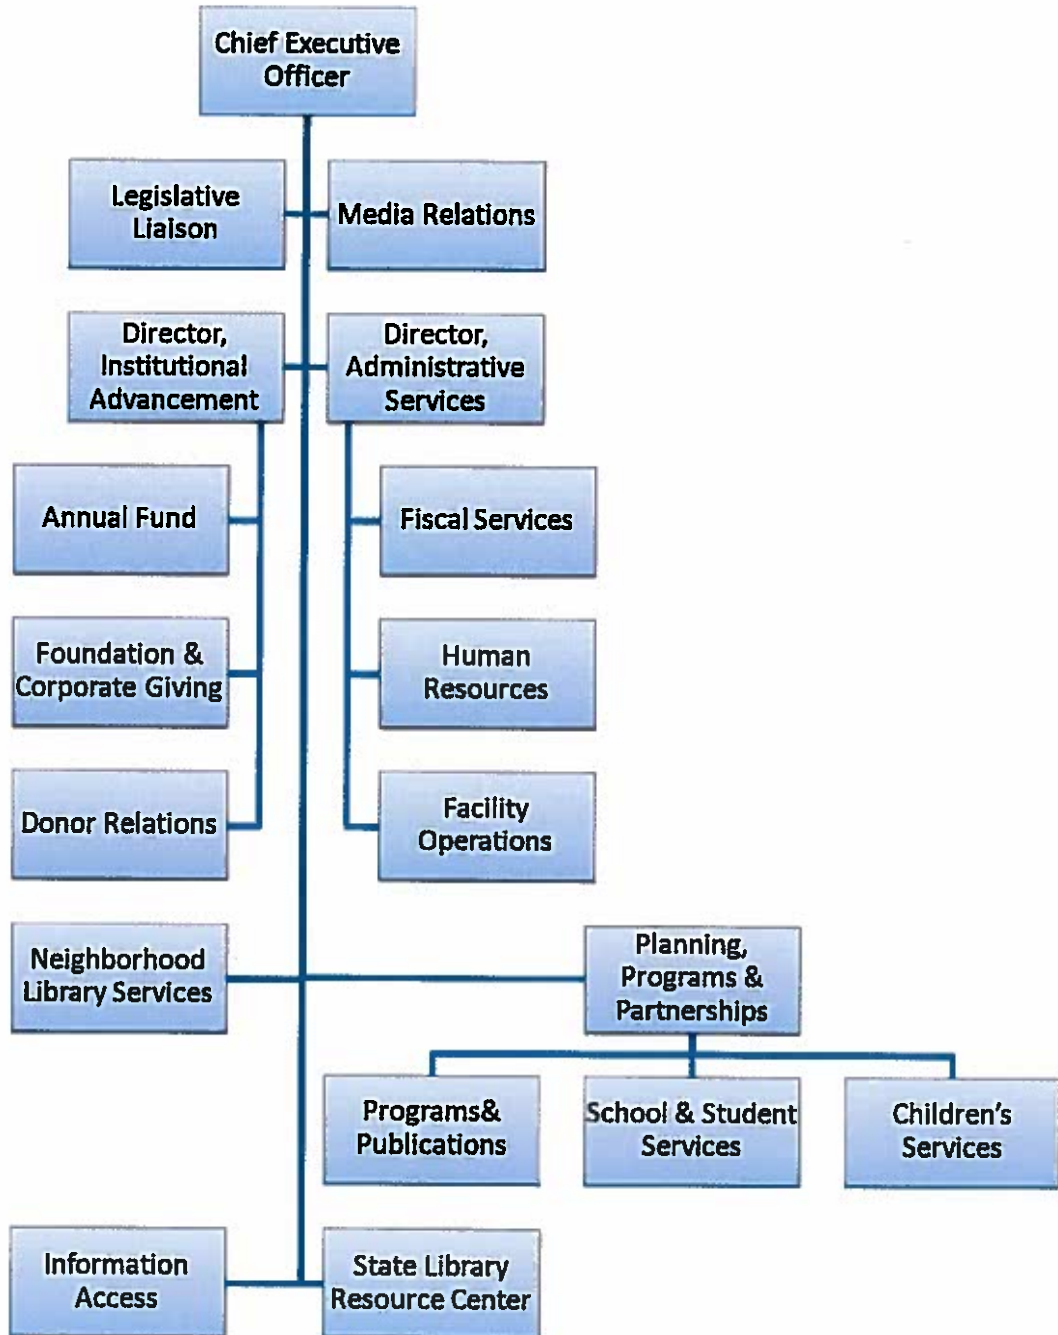 Chief Executive
Officer
Legislative
Liaison
Media Relations
Director,
Institutional
Advancement
Director,
Administrative
Services
Annual Fund
Fiscal Services
Foundation &
Corporate Giving
Human
Resources
Donor Relations
Facility
Operations
Neighborhood
Library Services
Planning,
Programs &
Partnerships
Programs&
Publications
School & Student
Services
Children's
Services
Information
Access
State Library
Resource Center